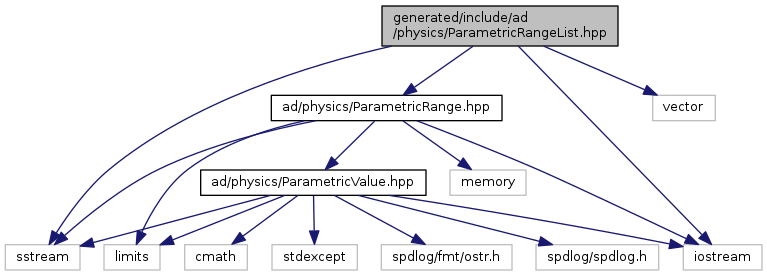 generated/include/ad
/physics/ParametricRangeList.hpp
ad/physics/ParametricRange.hpp
vector
ad/physics/ParametricValue.hpp
memory
sstream
limits
cmath
stdexcept
spdlog/fmt/ostr.h
spdlog/spdlog.h
iostream